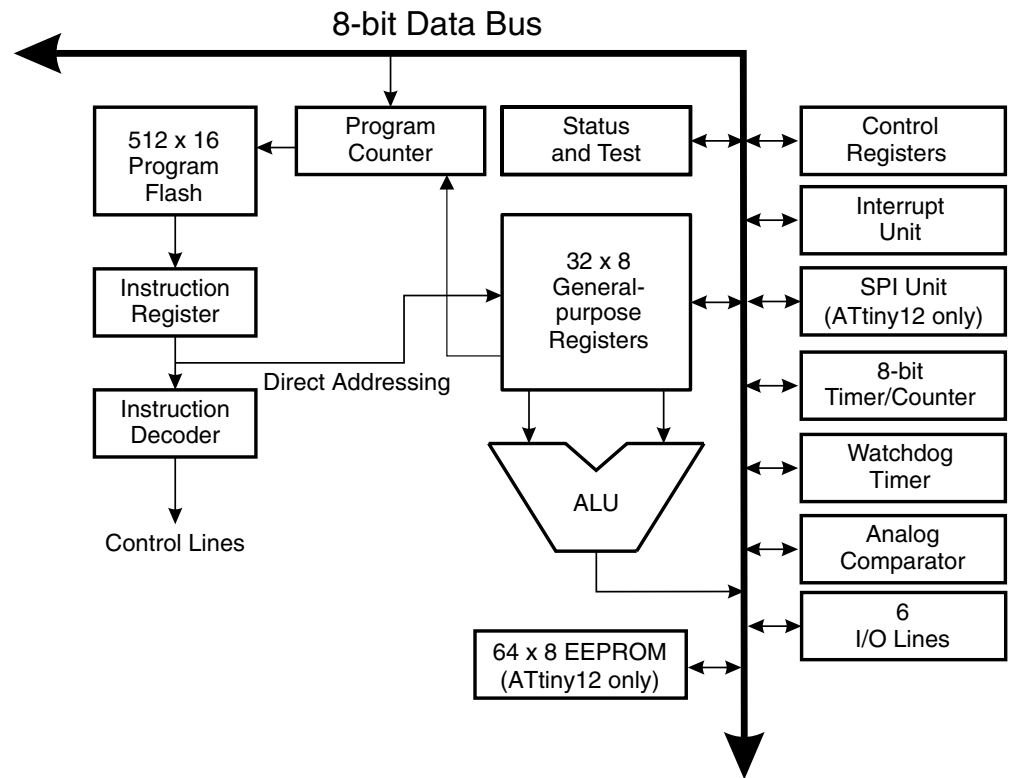 8-bit Data Bus
512 x 16
Program
Flash
Program
Counter
Status
and Test
Control
Registers
Interrupt
Unit
32 x 8
General-
purpose
Registers
Instruction
Register
SPI Unit
(ATtiny12 only)
Direct Addressing
8-bit
Timer/Counter
Instruction
Decoder
Watchdog
Timer
ALU
Control Lines
Analog
Comparator
6
I/O Lines
64 x 8 EEPROM
(ATtiny12 only)